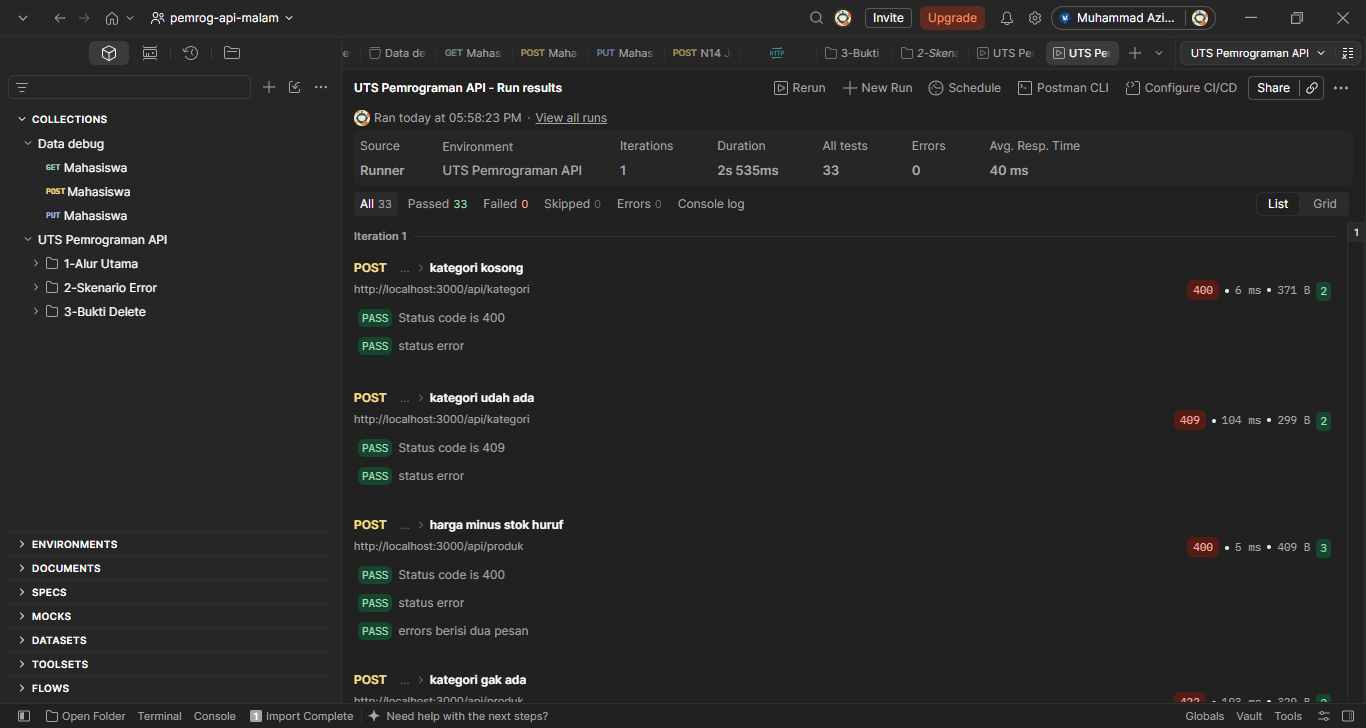 pemrog-api-malam
Invite
Upgrade
Muhammad Azi...
Data de
GET Mahas
POST Maha
PUT Mahas
POST N14 J
HTTP
3-Bukti
2-Sken
UTS Pe
UTS Pe
UTS Pemrograman API
UTS Pemrograman API - Run results
Rerun
New Run
Schedule
Postman CLI
Configure CI/CD
Share
Ran today at 05:58:23 PM · View all runs
Source Environment Iterations Duration All tests Errors Avg. Resp. Time
Runner UTS Pemrograman API 1 2s 535ms 33 0 40 ms
All 33 Passed 33 Failed 0 Skipped 0 Errors 0 Console log
List Grid
Iteration 1
1
POST ... > kategori kosong
http://localhost:3000/api/kategori
400 • 6 ms • 371 B 2
PASS Status code is 400
PASS status error
POST ... > kategori udah ada
http://localhost:3000/api/kategori
409 • 104 ms • 299 B 2
PASS Status code is 409
PASS status error
POST ... > harga minus stok huruf
http://localhost:3000/api/produk
400 • 5 ms • 409 B 3
PASS Status code is 400
PASS status error
PASS errors berisi dua pesan
POST ... > kategori gak ada
http://localhost:3000/api/produk
COLLECTIONS
Data debug
GET Mahasiswa
POST Mahasiswa
PUT Mahasiswa
UTS Pemrograman API
1-Alur Utama
2-Skenario Error
3-Bukti Delete
ENVIRONMENTS
DOCUMENTS
SPECS
MOCKS
DATASETS
TOOLSETS
FLOWS
Open Folder
Terminal
Console
1 Import Complete
Need help with the next steps?
Globals
Vault
Tools